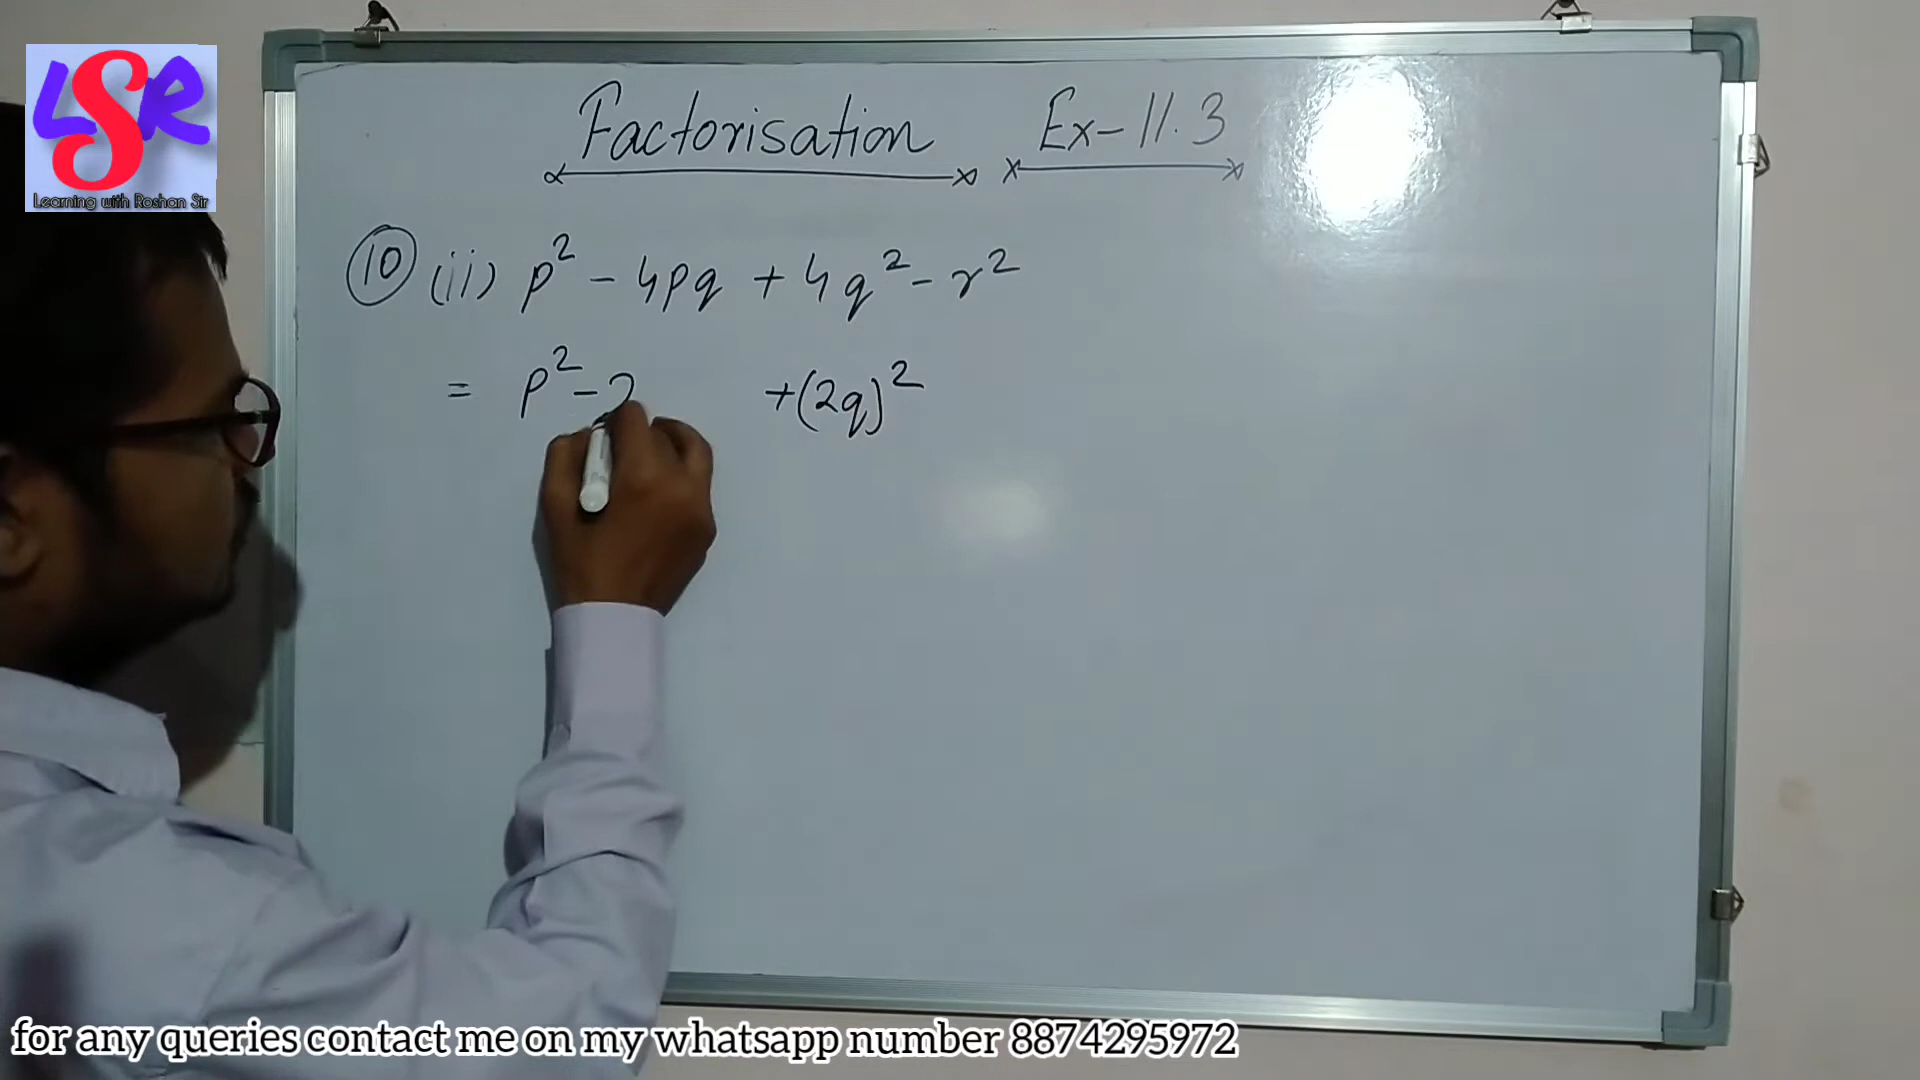 LSR
Learning with Roshan Sir
Factorisation Ex-11.3
10 (ii) p² - 4pq + 4q² - r²
= p² - 2 + (2q)²
for any queries contact me on my whatsapp number 8874295972